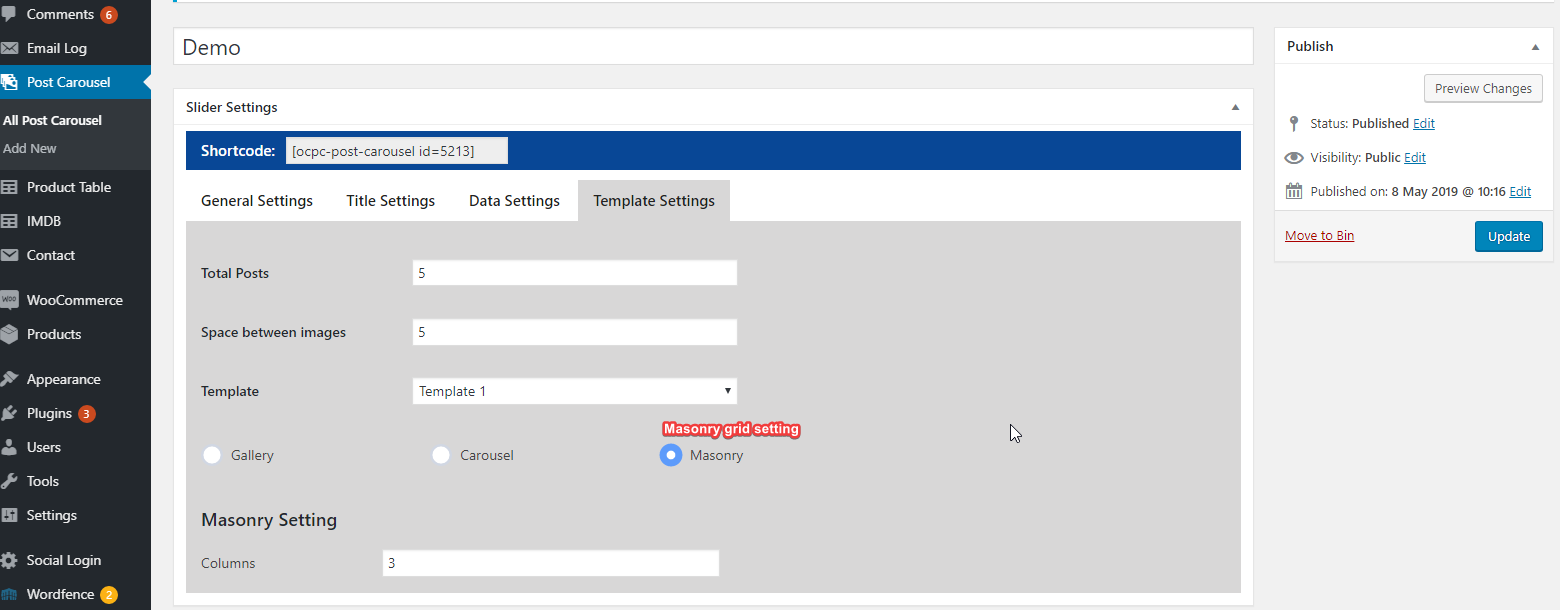 Comments 6
Email Log
Post Carousel
All Post Carousel
Add New
Product Table
IMDB
Contact
WOO WooCommerce
Products
Appearance
Plugins 3
Users
Tools
Settings
Social Login
Wordfence 2
Demo
Slider Settings
Shortcode: [ocpc-post-carousel id=5213]
General Settings Title Settings Data Settings Template Settings
Total Posts 5
Space between images 5
Template Template 1
Masonry grid setting
Gallery Carousel Masonry
Masonry Setting
Columns 3
Publish
Preview Changes
Status: Published Edit
Visibility: Public Edit
Published on: 8 May 2019 @ 10:16 Edit
Move to Bin Update